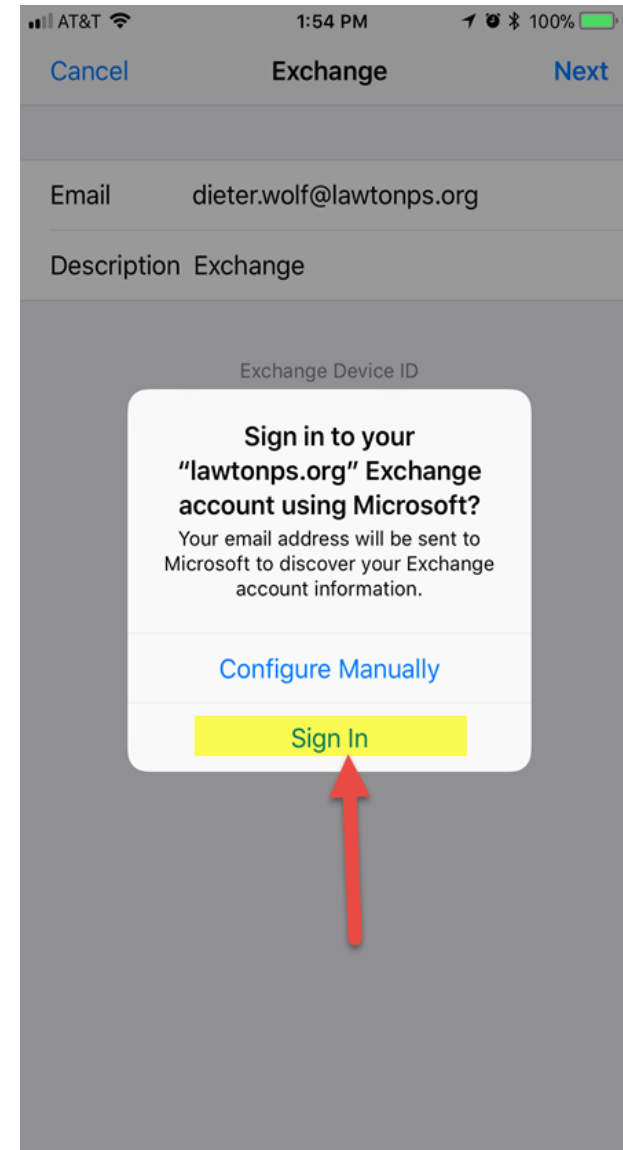 AT&T 1:54 PM 100%
Cancel Exchange Next
Email dieter.wolf@lawtonps.org
Description Exchange
Exchange Device ID
Sign in to your
“lawtonps.org” Exchange
account using Microsoft?
Your email address will be sent to
Microsoft to discover your Exchange
account information.
Configure Manually
Sign In